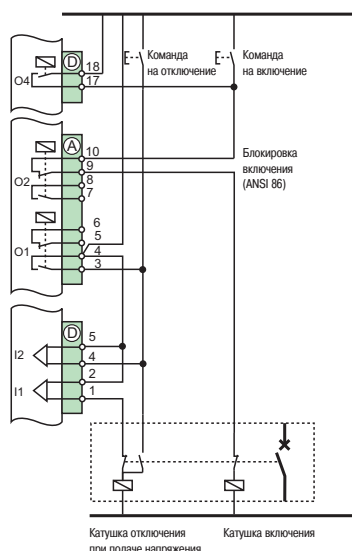 D
18
17
O4
Команда
на отключение
Команда
на включение
A
10
9
8
7
O2
Блокировка
включения
(ANSI 86)
6
5
4
3
O1
D
5
4
I2
2
1
I1
Катушка отключения
при подаче напряжения
Катушка включения